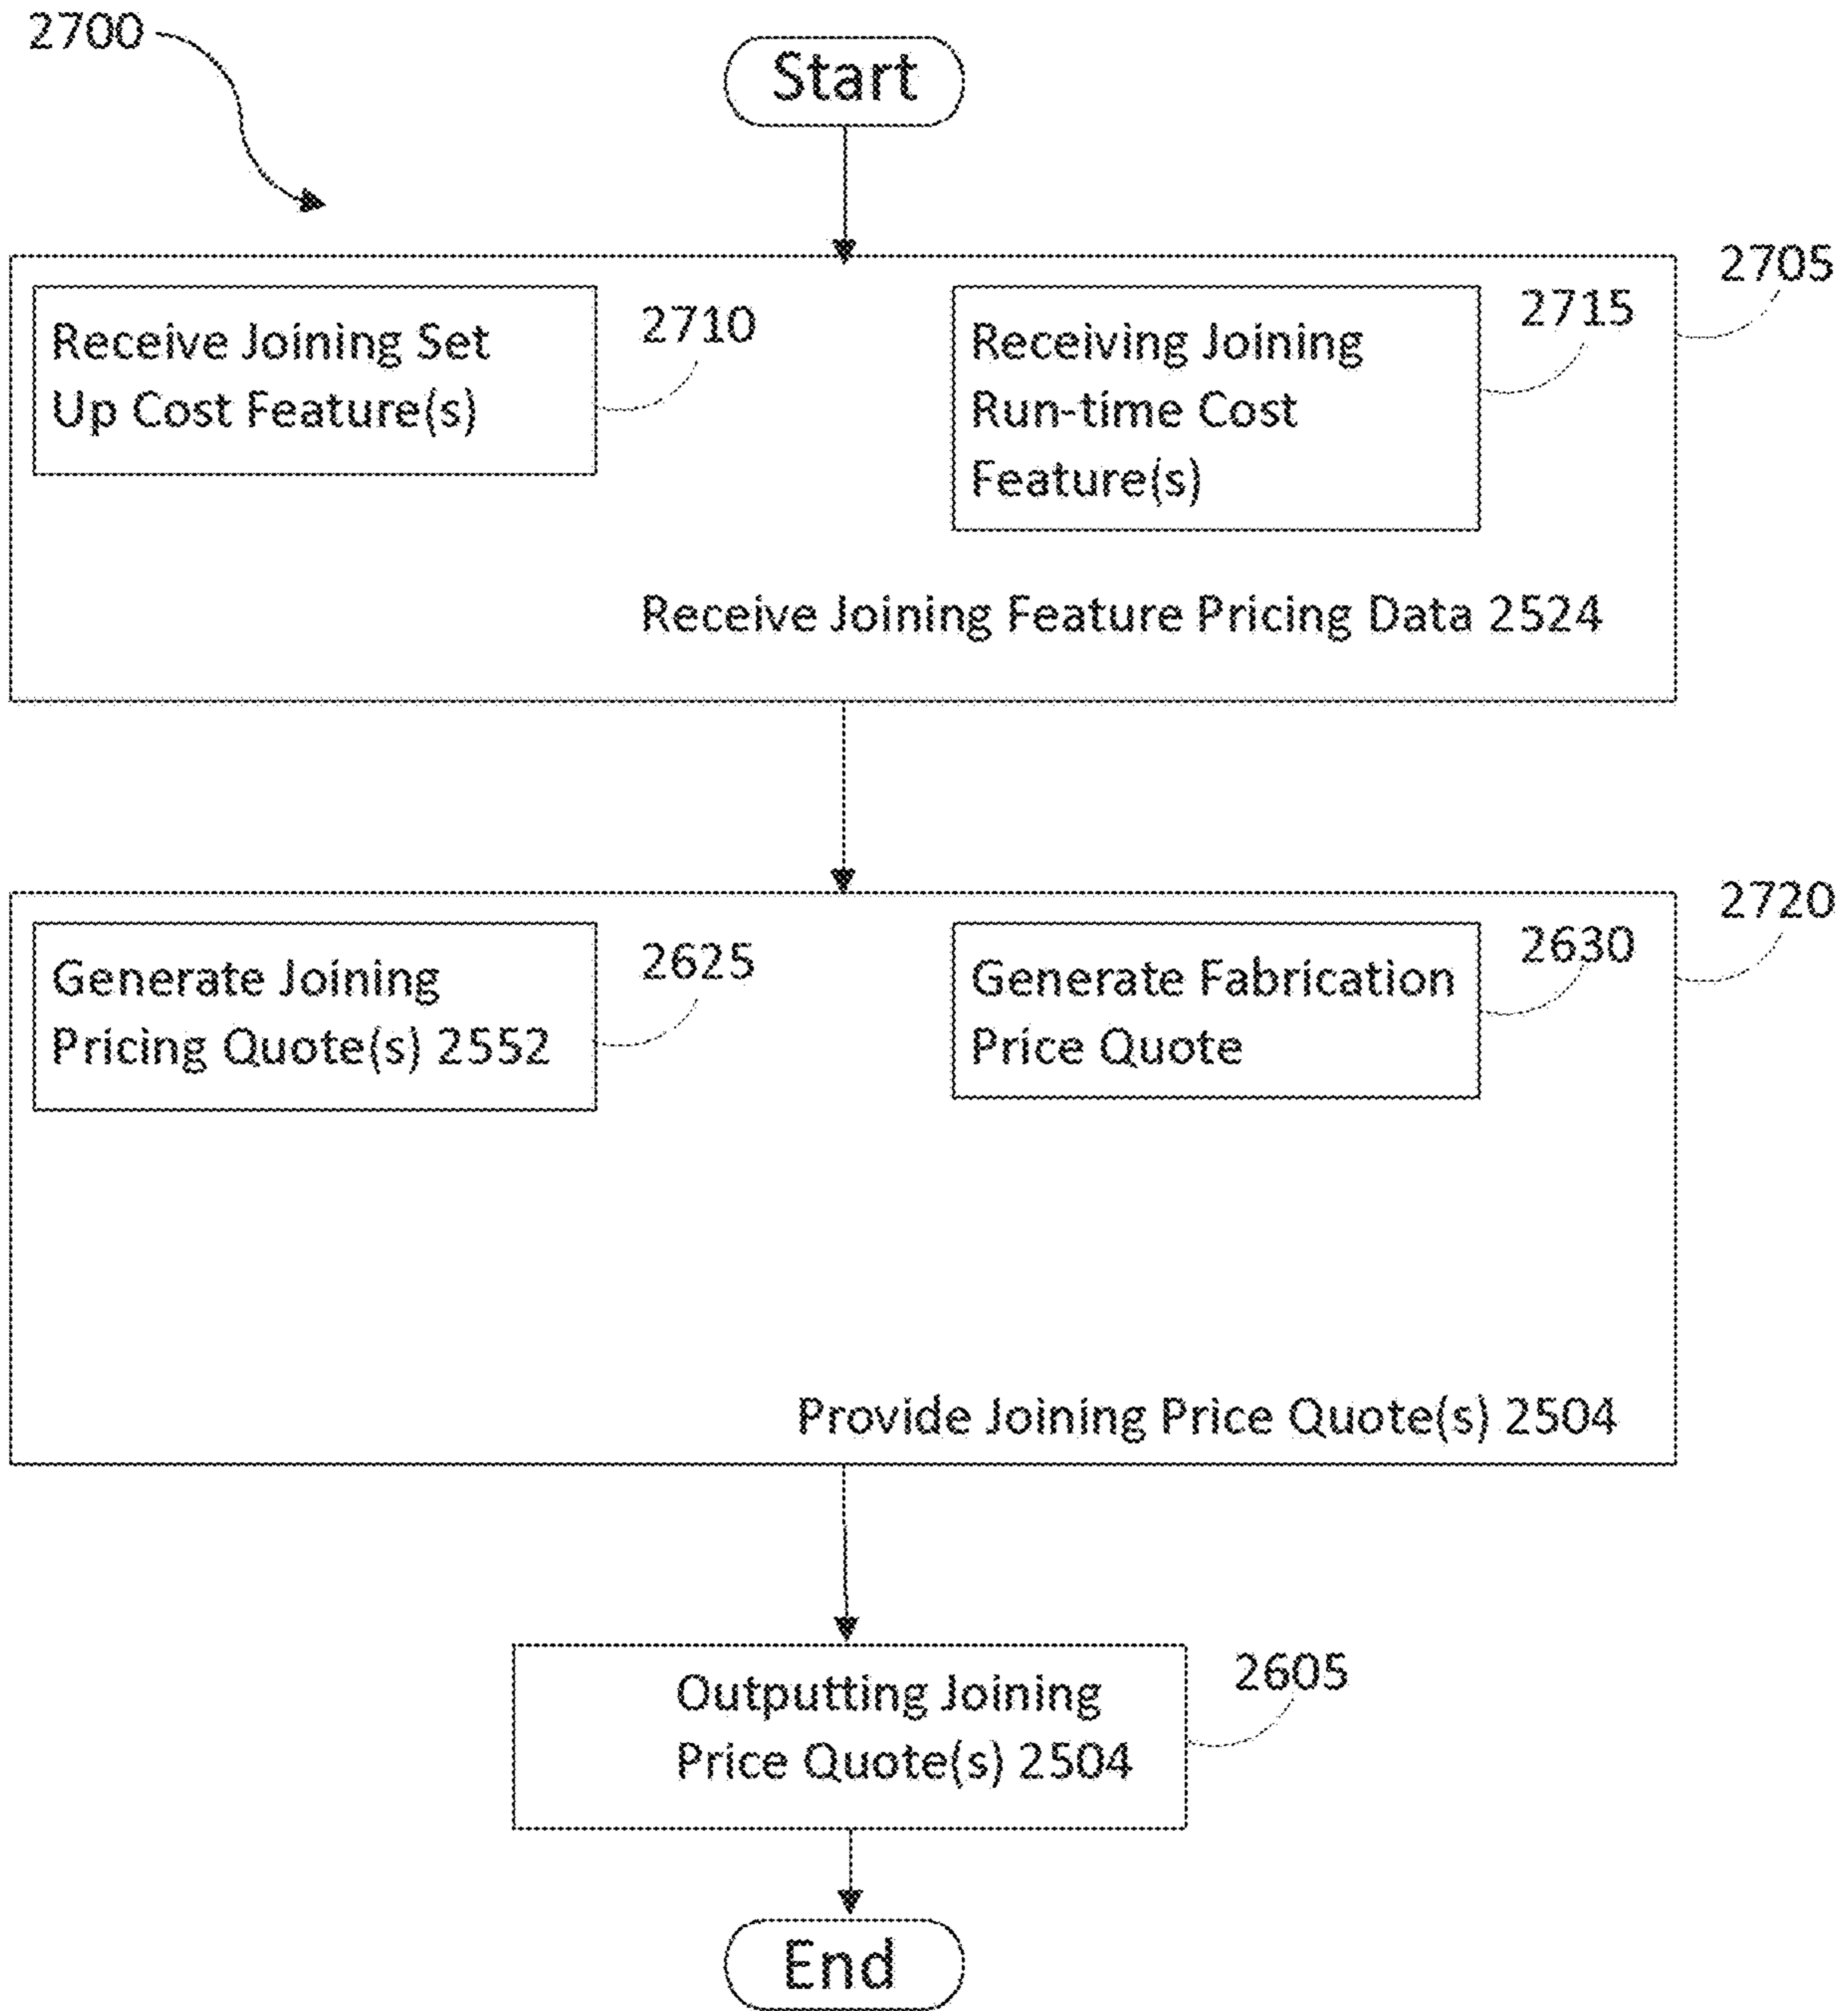 2700
Start
2705
Receive Joining Set
Up Cost Feature(s)
2710
Receiving Joining
Run-time Cost
Feature(s)
2715
Receive Joining Feature Pricing Data 2524
2720
Generate Joining
Pricing Quote(s) 2552
2625
Generate Fabrication
Price Quote
2630
Provide Joining Price Quote(s) 2504
Outputting Joining
Price Quote(s) 2504
2605
End